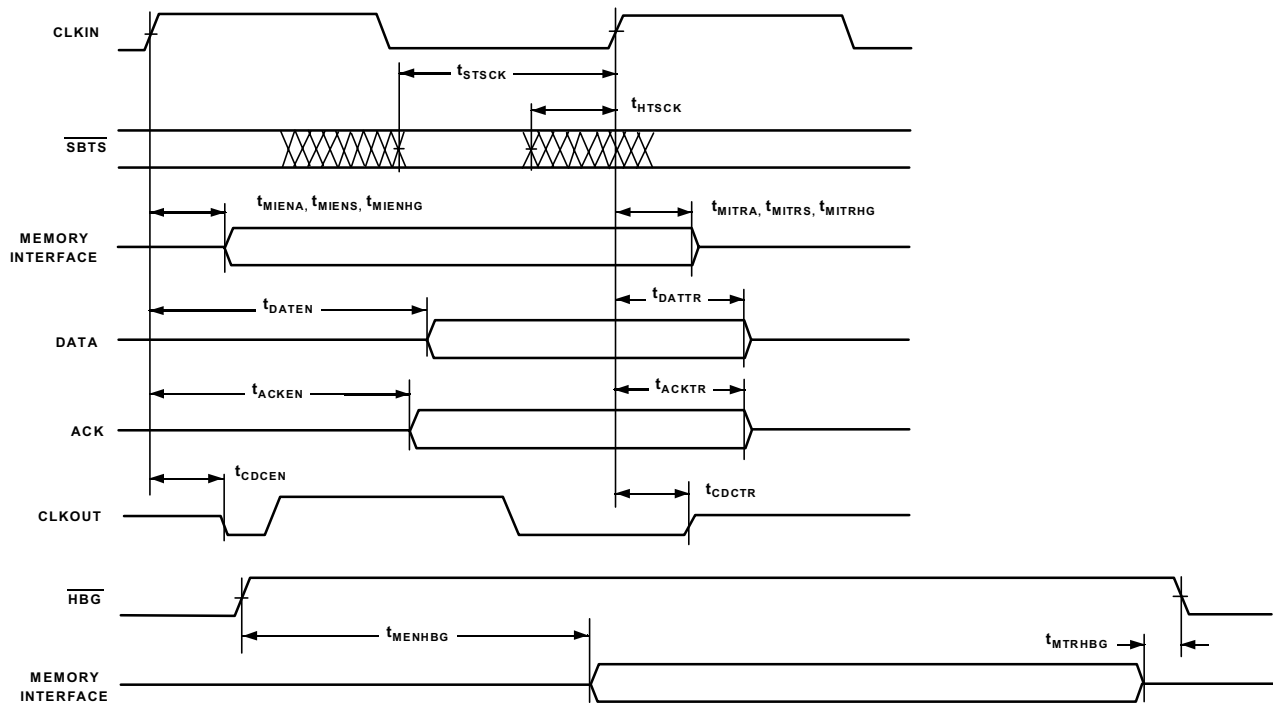 CLKIN
tSTSCK
tHTSCK
SBTS
tMIENA, tMIENS, tMIENHG
tMITRA, tMITRS, tMITRHG
MEMORY
INTERFACE
tDATEN
tDATTR
DATA
tACKEN
tACKTR
ACK
tCDCEN
tCDCTR
CLKOUT
HBG
tMENHBG
tMTRHBG
MEMORY
INTERFACE